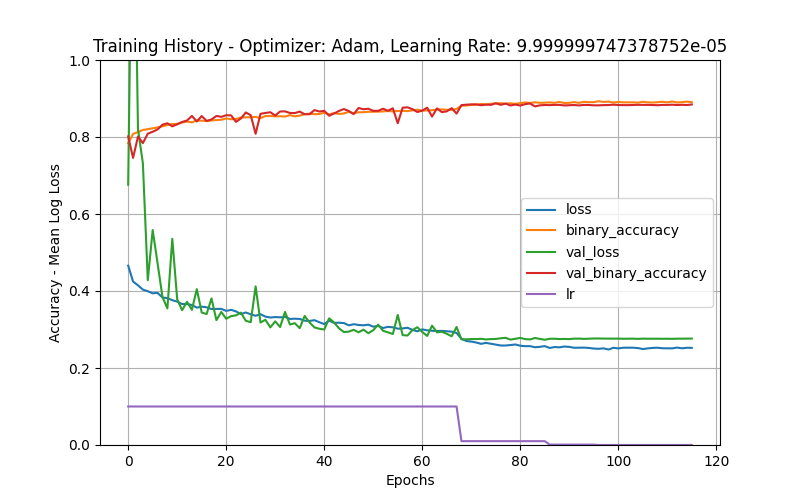 Training History - Optimizer: Adam, Learning Rate: 9.999999747378752e-05
1.0
0.8
0.6
0.4
0.2
0.0
Accuracy - Mean Log Loss
loss
binary_accuracy
val_loss
val_binary_accuracy
lr
0 20 40 60 80 100 120
Epochs